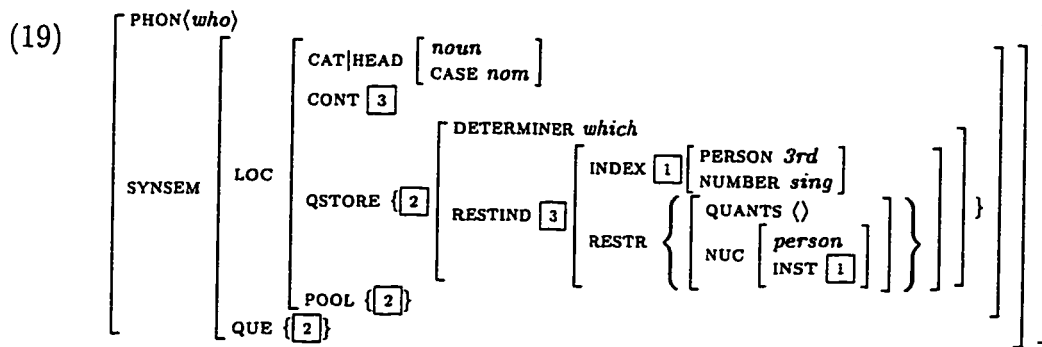 (19)
PHON⟨who⟩
SYNSEM
LOC
CAT|HEAD [noun
CASE nom]
CONT [3]
QSTORE {[2]
DETERMINER which
RESTIND [3]
INDEX [1] [PERSON 3rd
NUMBER sing]
RESTR {
QUANTS ⟨⟩
NUC [person
INST [1]]
} }
POOL {[2]}
QUE {[2]}